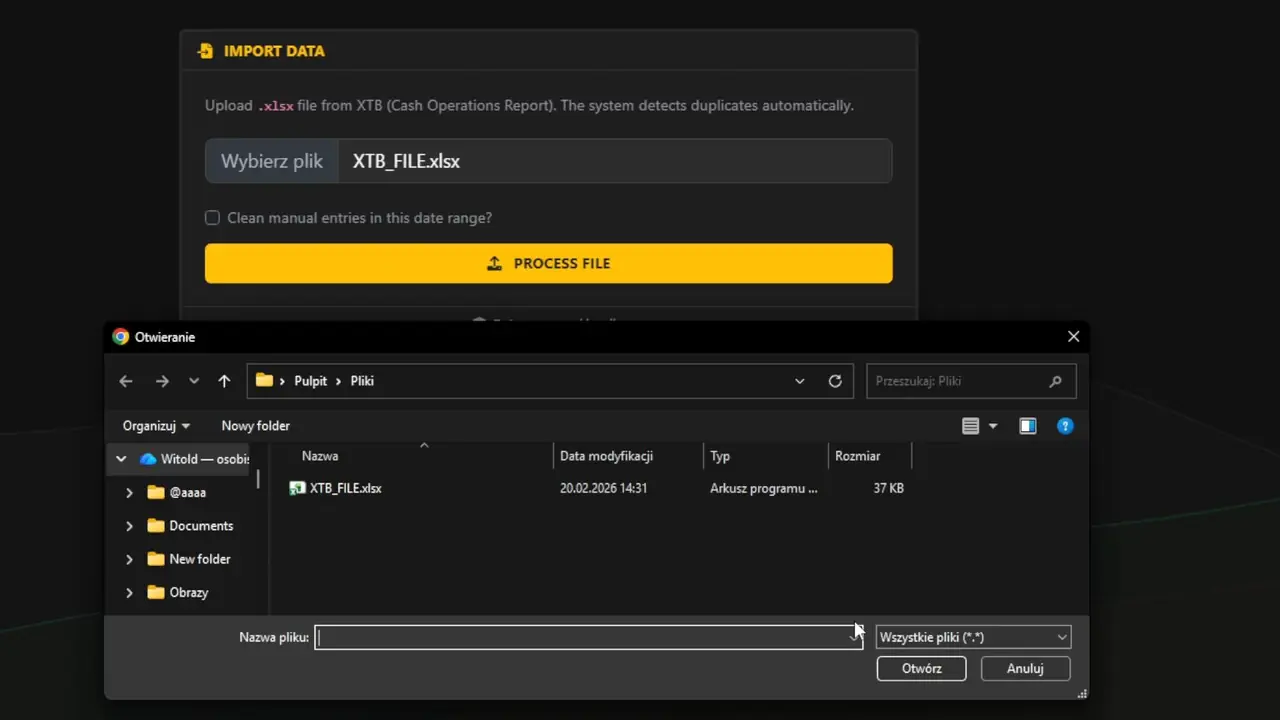 IMPORT DATA
Upload .xlsx file from XTB (Cash Operations Report). The system detects duplicates automatically.
Wybierz plik XTB_FILE.xlsx
Clean manual entries in this date range?
PROCESS FILE
Otwieranie
Pulpit Pliki
Przeszukaj: Pliki
Organizuj Nowy folder
Witold — osobis
Nazwa Data modyfikacji Typ Rozmiar
XTB_FILE.xlsx 20.02.2026 14:31 Arkusz programu ... 37 KB
@aaaa
Documents
New folder
Obrazy
Nazwa pliku: Wszystkie pliki (*.*)
Otwórz Anuluj